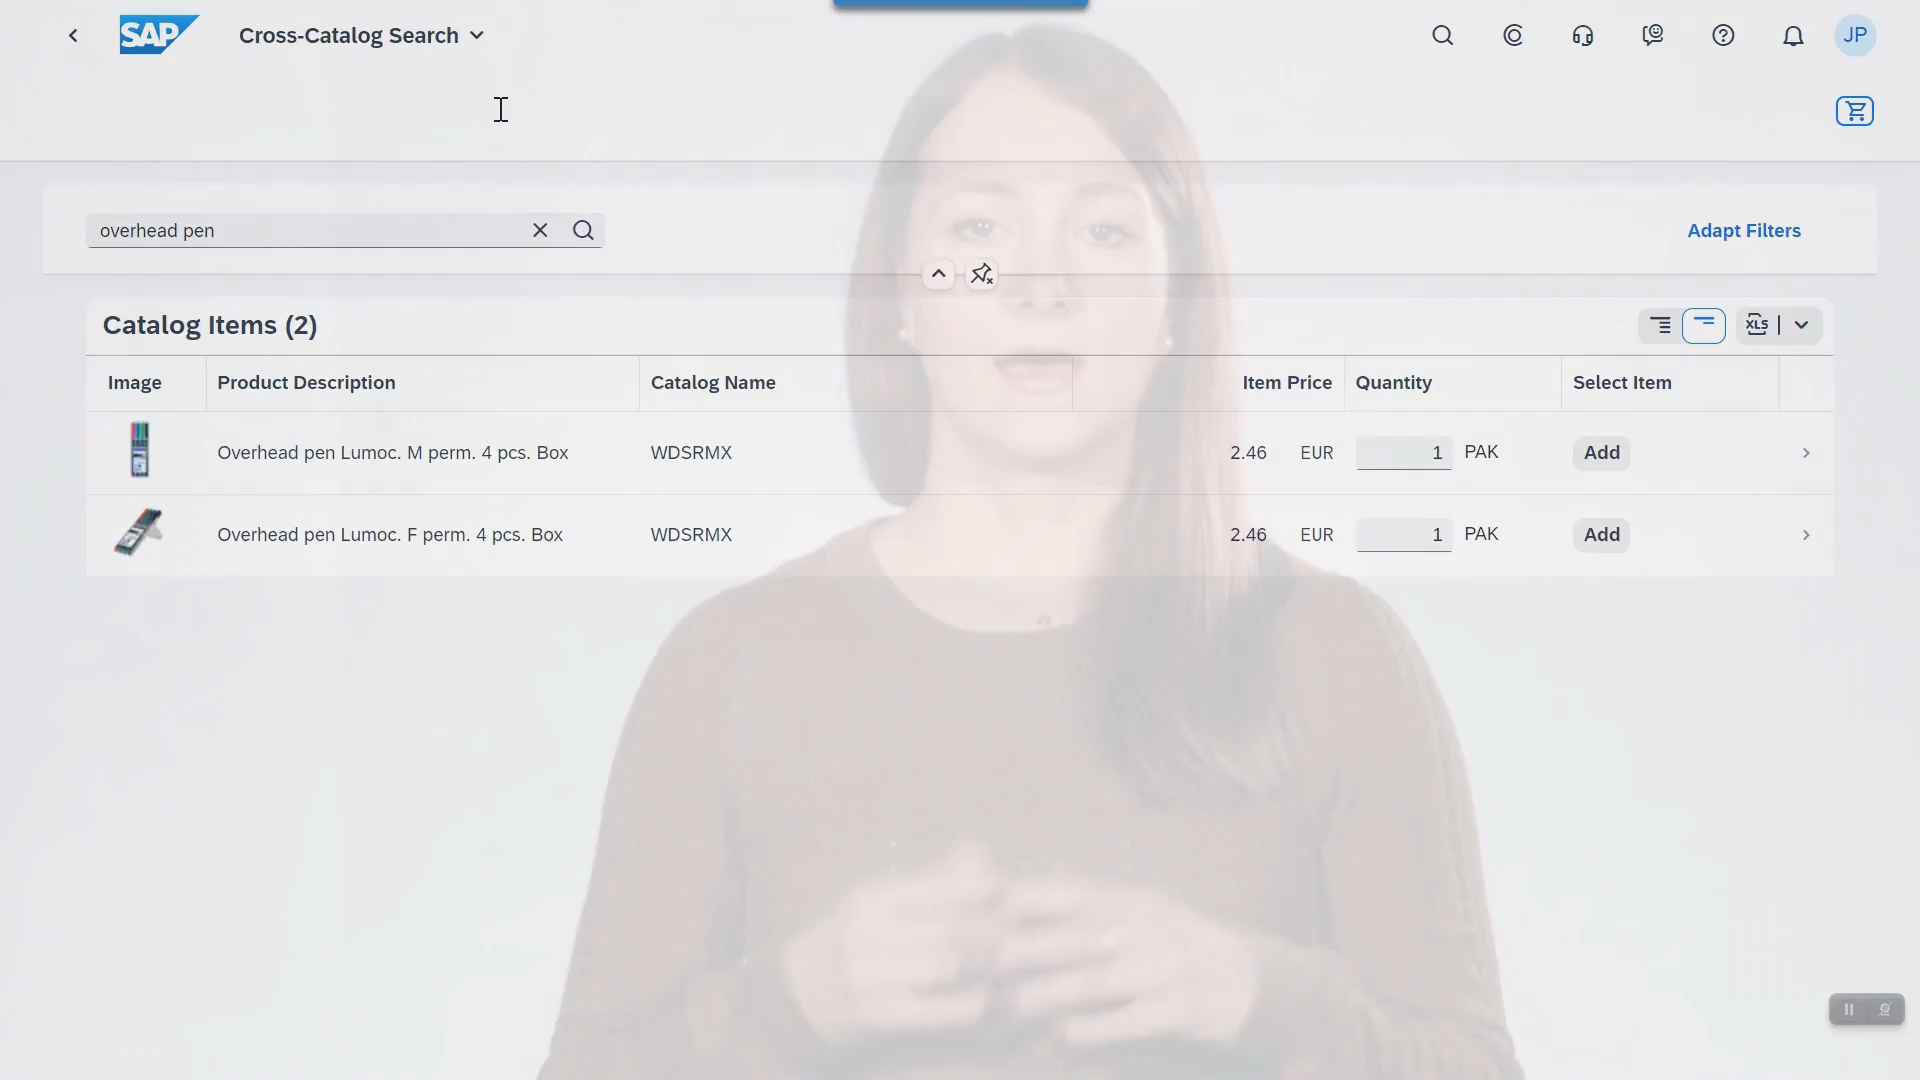 SAP Cross-Catalog Search JP
overhead pen Adapt Filters
Catalog Items (2) XLS
Image Product Description Catalog Name Item Price Quantity Select Item
Overhead pen Lumoc. M perm. 4 pcs. Box WDSRMX 2.46 EUR 1 PAK Add
Overhead pen Lumoc. F perm. 4 pcs. Box WDSRMX 2.46 EUR 1 PAK Add